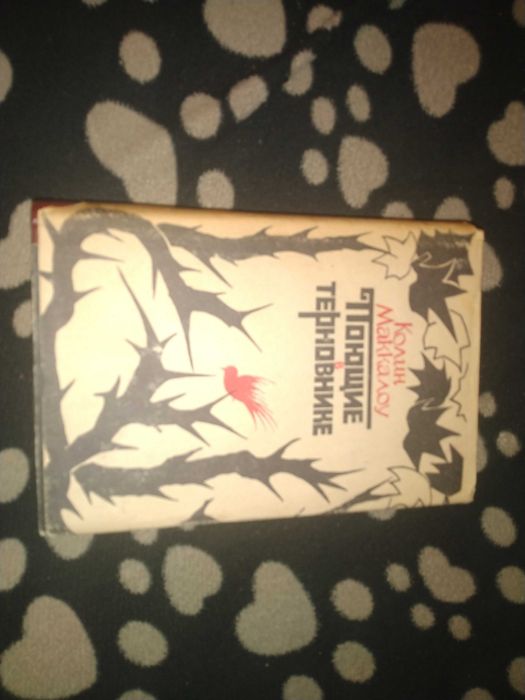 Колин
Маккалоу
Поющие
в
терновнике